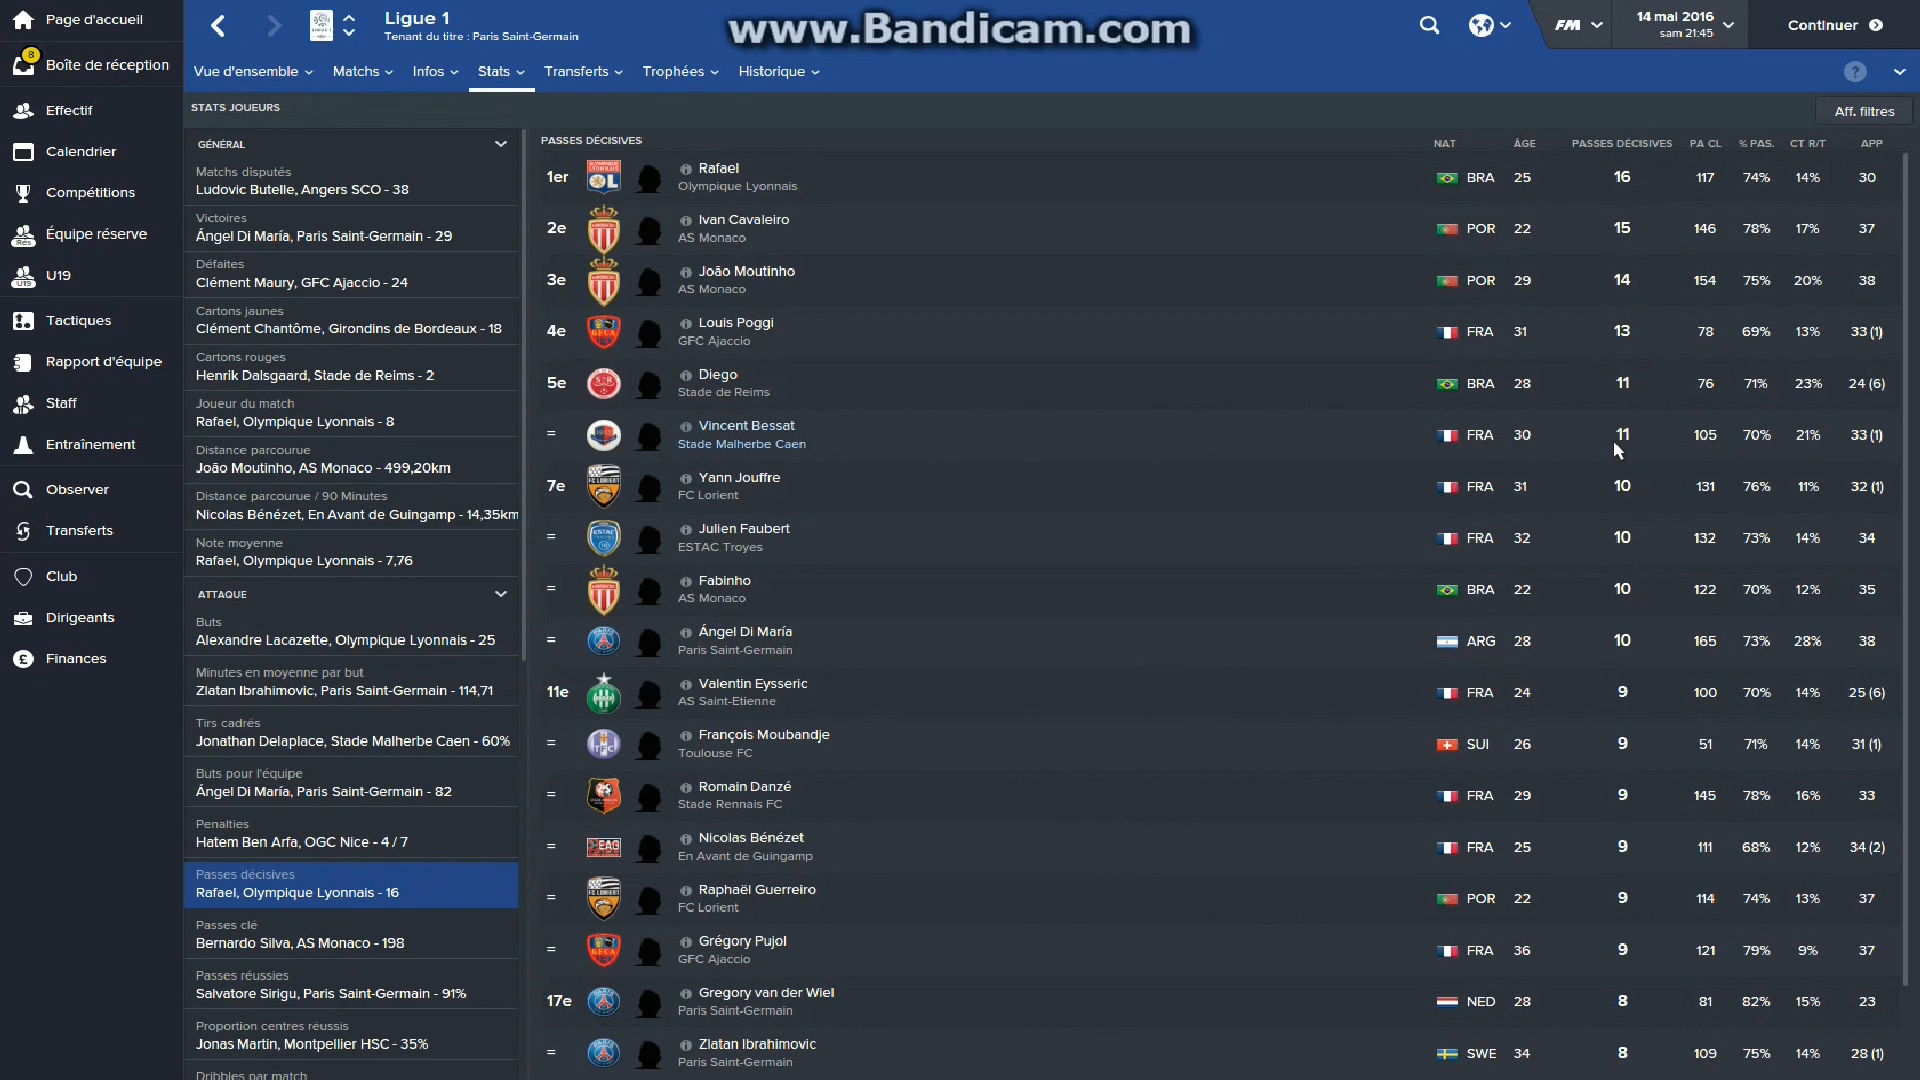 Page d'accueil
8
Boîte de réception
Effectif
Calendrier
Compétitions
Équipe réserve
U19
Tactiques
Rapport d'équipe
Staff
Entraînement
Observer
Transferts
Club
Dirigeants
Finances
Ligue 1
Tenant du titre : Paris Saint-Germain
www.Bandicam.com
FM
14 mai 2016
sam 21:45
Continuer
Vue d'ensemble
Matchs
Infos
Stats
Transferts
Trophées
Historique
?
STATS JOUEURS
Aff. filtres
GÉNÉRAL
Matchs disputés
Ludovic Butelle, Angers SCO - 38
Victoires
Ángel Di María, Paris Saint-Germain - 29
Défaites
Clément Maury, GFC Ajaccio - 24
Cartons jaunes
Clément Chantôme, Girondins de Bordeaux - 18
Cartons rouges
Henrik Dalsgaard, Stade de Reims - 2
Joueur du match
Rafael, Olympique Lyonnais - 8
Distance parcourue
João Moutinho, AS Monaco - 499,20km
Distance parcourue / 90 Minutes
Nicolas Bénézet, En Avant de Guingamp - 14,35km
Note moyenne
Rafael, Olympique Lyonnais - 7,76
ATTAQUE
Buts
Alexandre Lacazette, Olympique Lyonnais - 25
Minutes en moyenne par but
Zlatan Ibrahimovic, Paris Saint-Germain - 114,71
Tirs cadrés
Jonathan Delaplace, Stade Malherbe Caen - 60%
Buts pour l'équipe
Ángel Di María, Paris Saint-Germain - 82
Penalties
Hatem Ben Arfa, OGC Nice - 4 / 7
Passes décisives
Rafael, Olympique Lyonnais - 16
Passes clé
Bernardo Silva, AS Monaco - 198
Passes réussies
Salvatore Sirigu, Paris Saint-Germain - 91%
Proportion centres réussis
Jonas Martin, Montpellier HSC - 35%
Dribbles par match
PASSES DÉCISIVES NAT ÂGE PASSES DÉCISIVES PA CL % PAS. CT R/T APP
1er Rafael BRA 25 16 117 74% 14% 30
Olympique Lyonnais
2e Ivan Cavaleiro POR 22 15 146 78% 17% 37
AS Monaco
3e João Moutinho POR 29 14 154 75% 20% 38
AS Monaco
4e Louis Poggi FRA 31 13 78 69% 13% 33 (1)
GFC Ajaccio
5e Diego BRA 28 11 76 71% 23% 24 (6)
Stade de Reims
= Vincent Bessat FRA 30 11 105 70% 21% 33 (1)
Stade Malherbe Caen
7e Yann Jouffre FRA 31 10 131 76% 11% 32 (1)
FC Lorient
= Julien Faubert FRA 32 10 132 73% 14% 34
ESTAC Troyes
= Fabinho BRA 22 10 122 70% 12% 35
AS Monaco
= Ángel Di María ARG 28 10 165 73% 28% 38
Paris Saint-Germain
11e Valentin Eysseric FRA 24 9 100 70% 14% 25 (6)
AS Saint-Etienne
= François Moubandje SUI 26 9 51 71% 14% 31 (1)
Toulouse FC
= Romain Danzé FRA 29 9 145 78% 16% 33
Stade Rennais FC
= Nicolas Bénézet FRA 25 9 111 68% 12% 34 (2)
En Avant de Guingamp
= Raphaël Guerreiro POR 22 9 114 74% 13% 37
FC Lorient
= Grégory Pujol FRA 36 9 121 79% 9% 37
GFC Ajaccio
17e Gregory van der Wiel NED 28 8 81 82% 15% 23
Paris Saint-Germain
= Zlatan Ibrahimovic SWE 34 8 109 75% 14% 28 (1)
Paris Saint-Germain